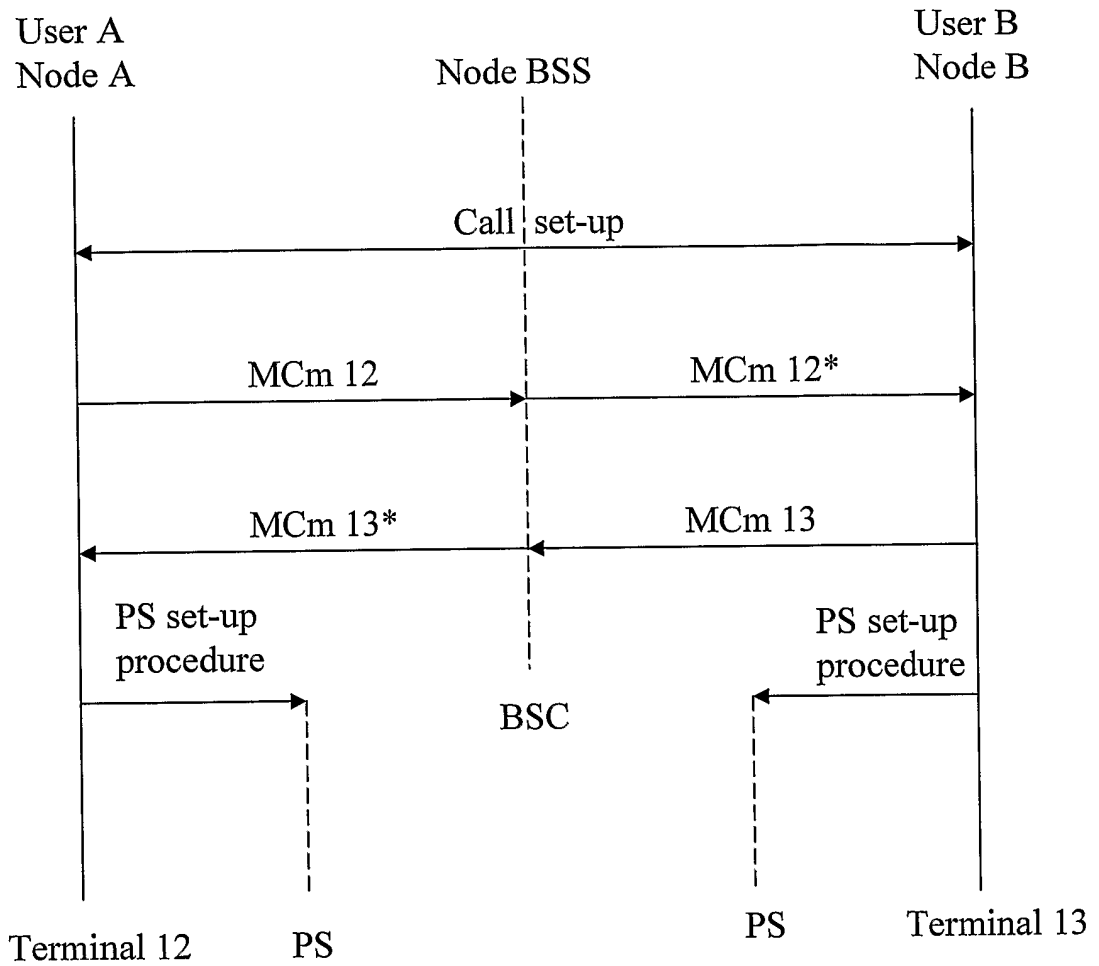 User A
Node A
Node BSS
User B
Node B
Call set-up
MCm 12
MCm 12*
MCm 13*
MCm 13
PS set-up
procedure
PS set-up
procedure
BSC
Terminal 12
PS
PS
Terminal 13